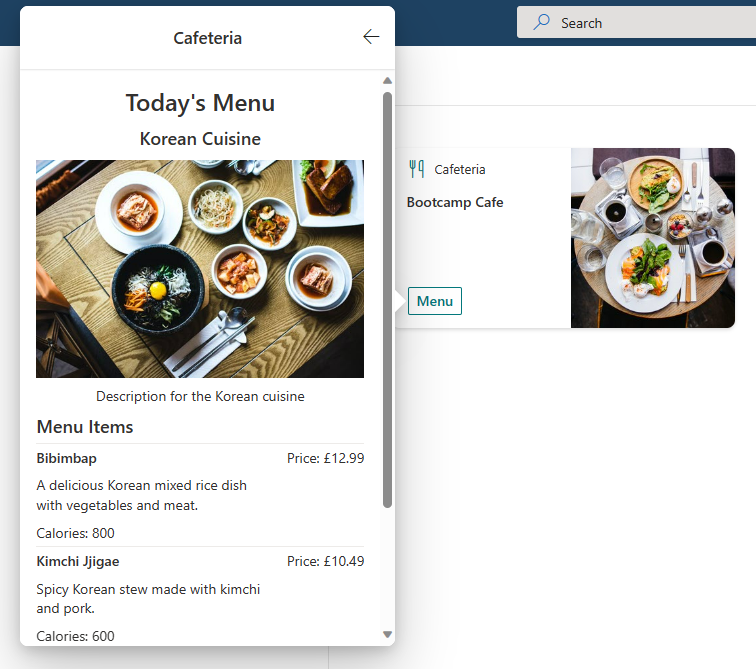 Cafeteria
Search
Today's Menu
Korean Cuisine
Description for the Korean cuisine
Menu Items
Bibimbap
Price: £12.99
A delicious Korean mixed rice dish
with vegetables and meat.
Calories: 800
Kimchi Jjigae
Price: £10.49
Spicy Korean stew made with kimchi
and pork.
Calories: 600
Cafeteria
Bootcamp Cafe
Menu